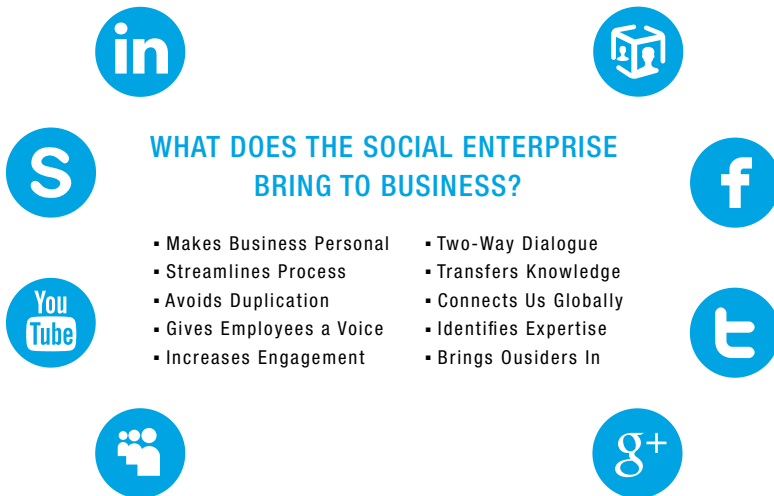 in
WHAT DOES THE SOCIAL ENTERPRISE
BRING TO BUSINESS?
S
f
▪ Makes Business Personal
▪ Streamlines Process
▪ Avoids Duplication
▪ Gives Employees a Voice
▪ Increases Engagement
▪ Two-Way Dialogue
▪ Transfers Knowledge
▪ Connects Us Globally
▪ Identifies Expertise
▪ Brings Ousiders In
You
Tube
t
g+